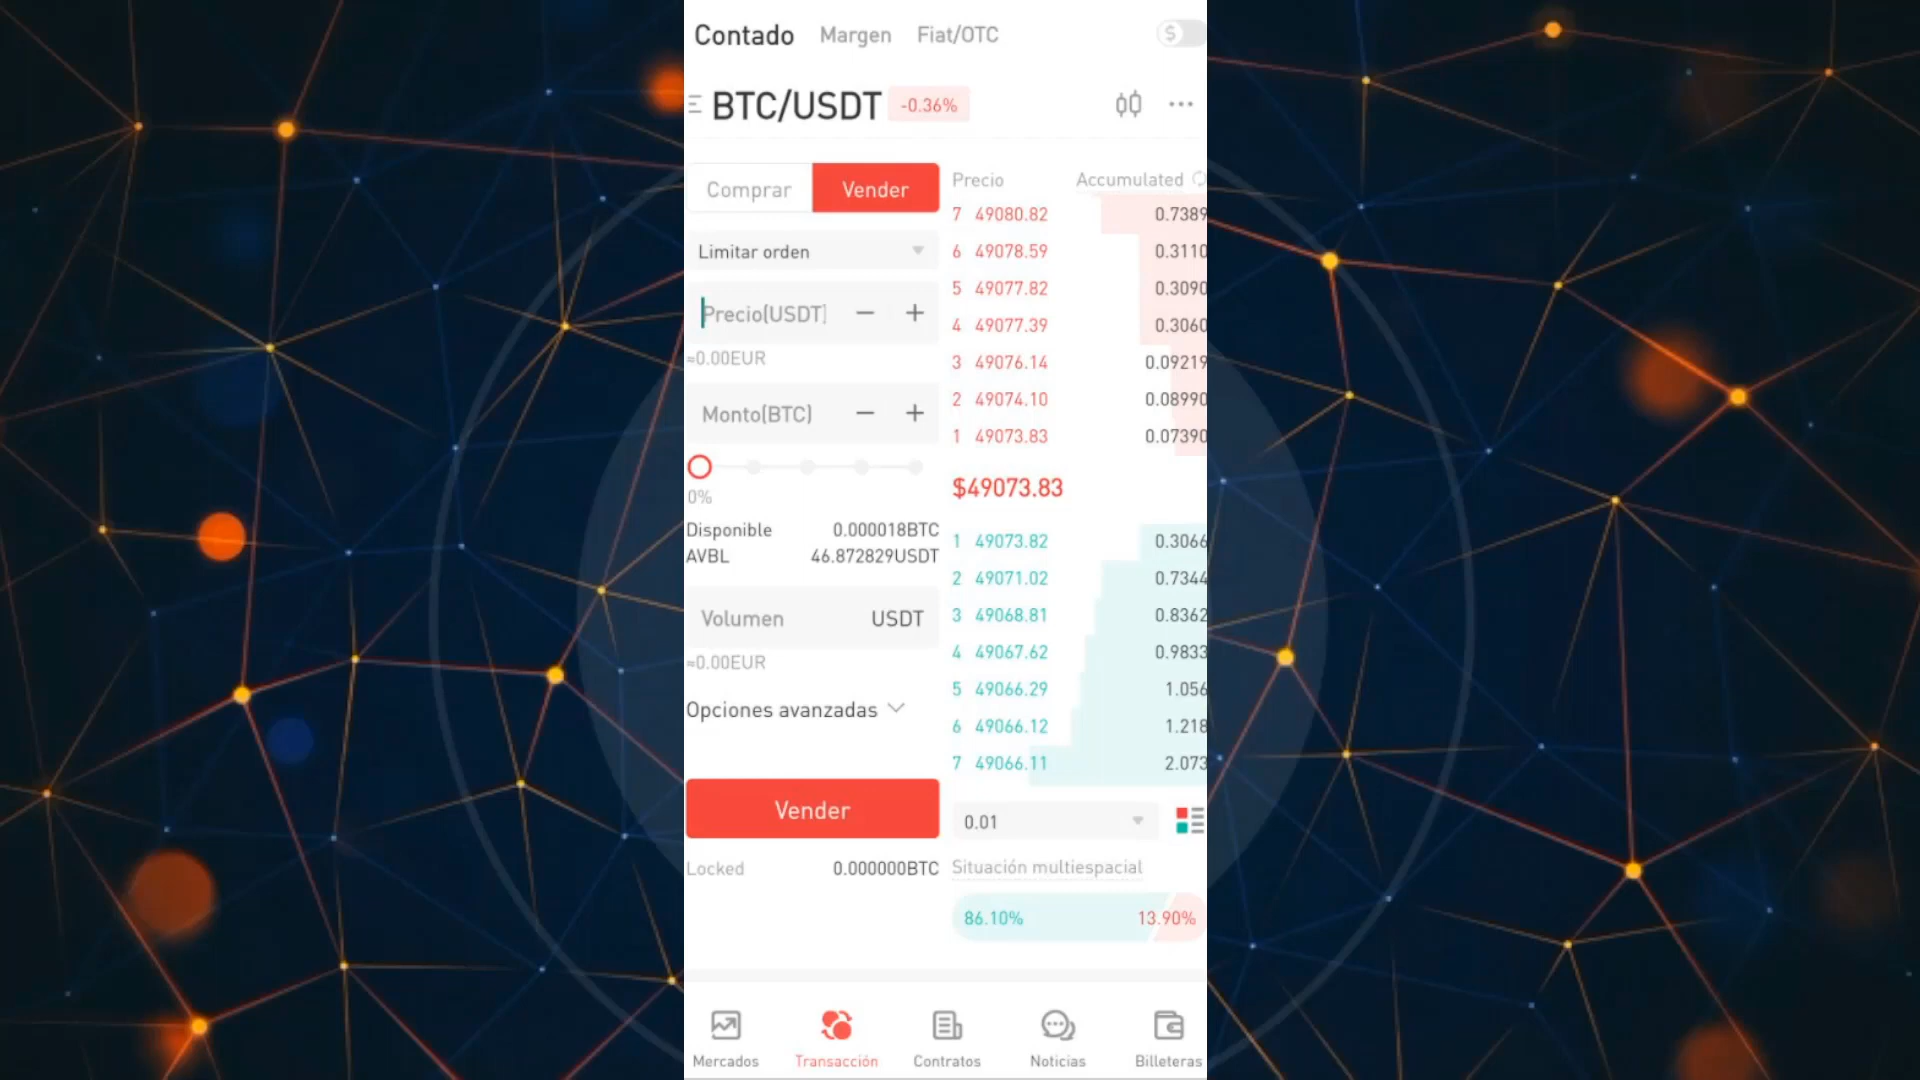 Contado Margen Fiat/OTC $
BTC/USDT -0.36%
Comprar Vender
Limitar orden
Precio(USDT)
≈0.00EUR
Monto(BTC)
0%
Disponible 0.000018BTC
AVBL 46.872829USDT
Volumen USDT
≈0.00EUR
Opciones avanzadas
Vender
Locked 0.000000BTC
Precio Accumulated
7 49080.82 0.7389
6 49078.59 0.3110
5 49077.82 0.3090
4 49077.39 0.3060
3 49076.14 0.09219
2 49074.10 0.08990
1 49073.83 0.07390
$49073.83
1 49073.82 0.3066
2 49071.02 0.7344
3 49068.81 0.8362
4 49067.62 0.9833
5 49066.29 1.056
6 49066.12 1.218
7 49066.11 2.073
0.01
Situación multiespacial
86.10% 13.90%
Mercados Transacción Contratos Noticias Billeteras